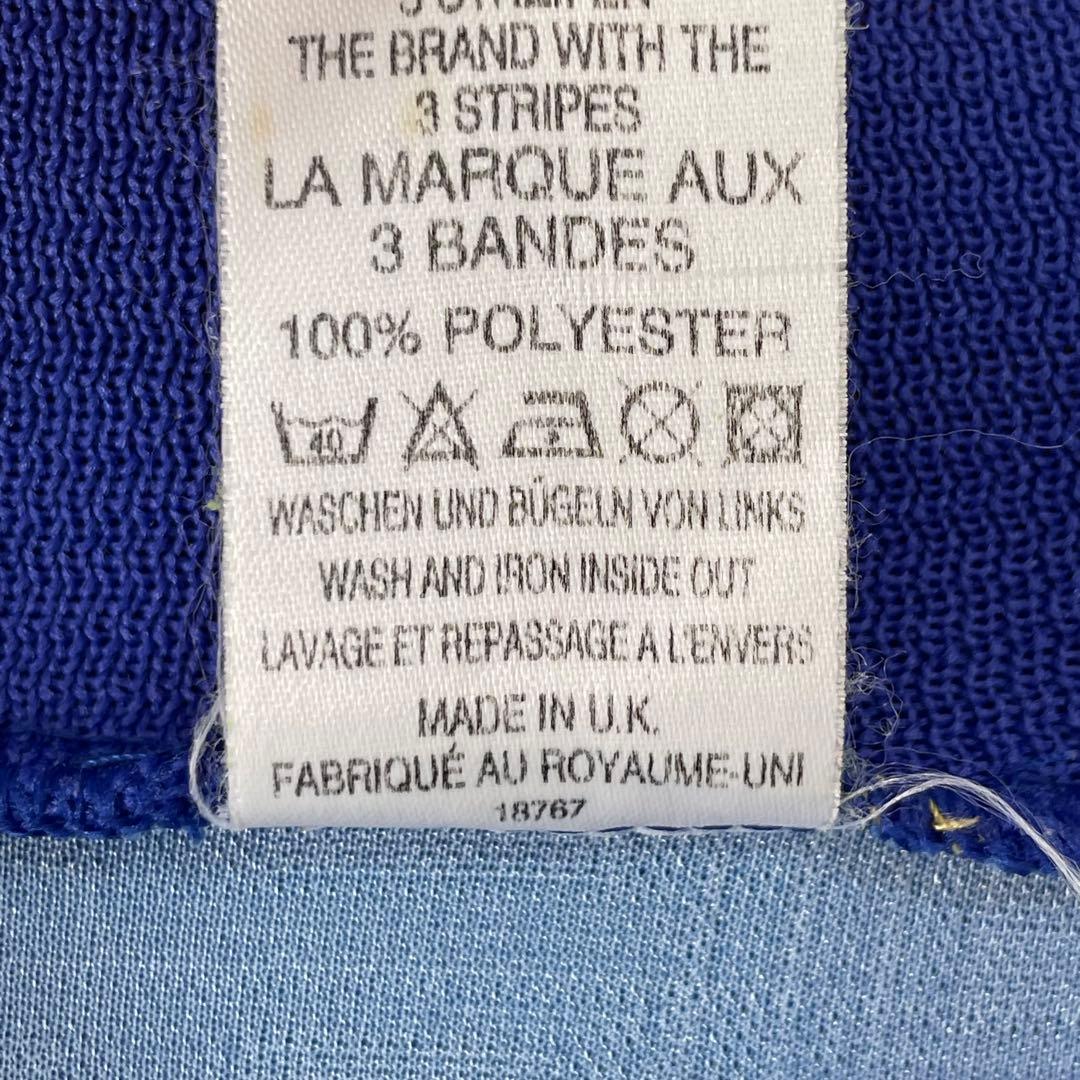 THE BRAND WITH THE
3 STRIPES
LA MARQUE AUX
3 BANDES
100% POLYESTER
40
WASCHEN UND BÜGELN VON LINKS
WASH AND IRON INSIDE OUT
LAVAGE ET REPASSAGE A L'ENVERS
MADE IN U.K.
FABRIQUÉ AU ROYAUME-UNI
18767